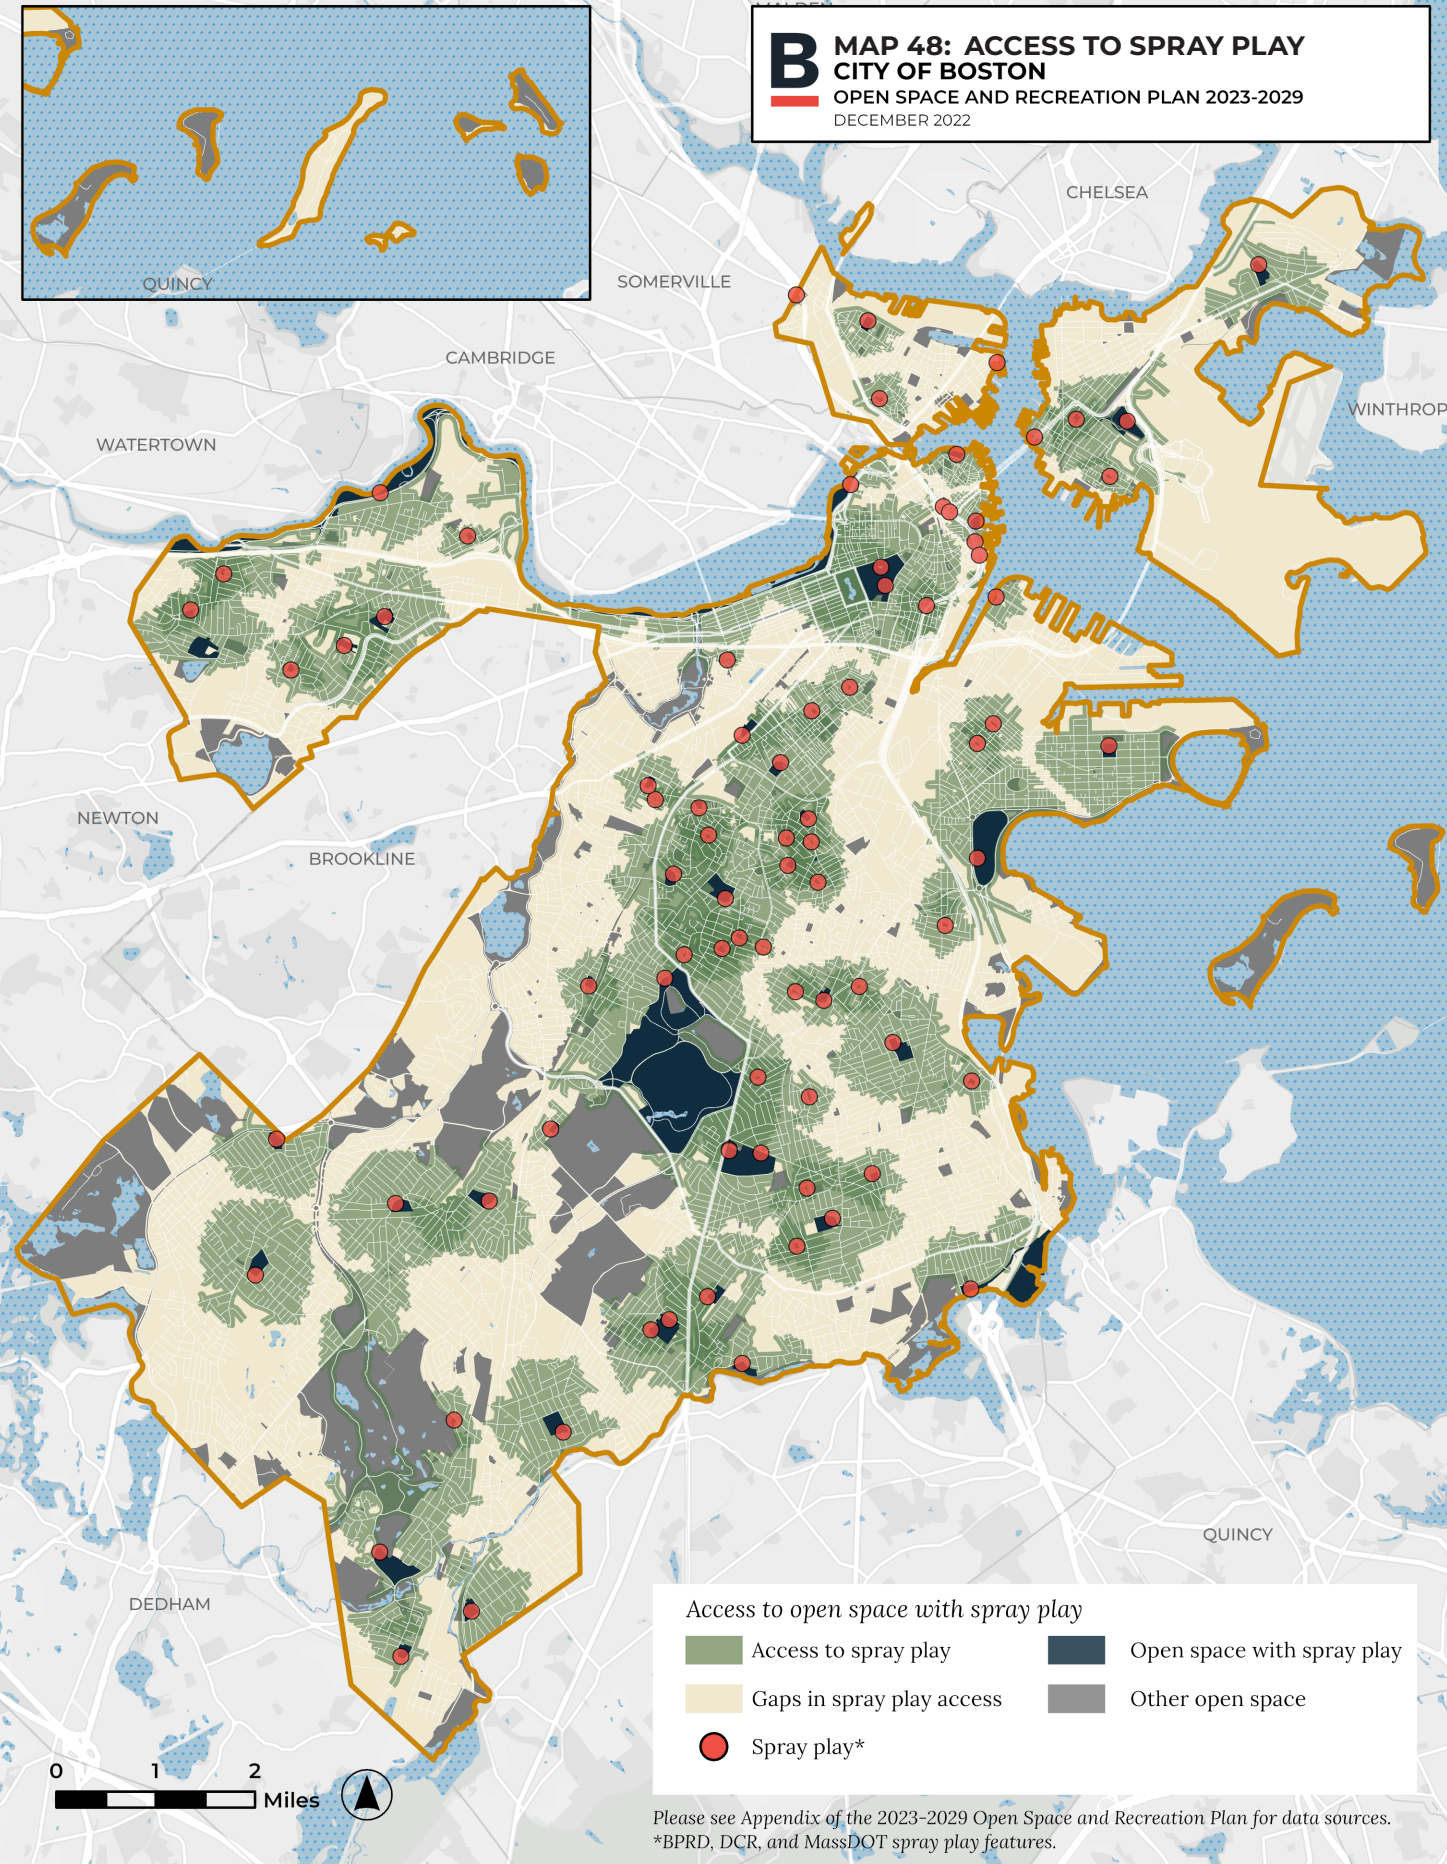 MALDEN
B
MAP 48: ACCESS TO SPRAY PLAY
CITY OF BOSTON
OPEN SPACE AND RECREATION PLAN 2023-2029
DECEMBER 2022
CHELSEA
QUINCY
SOMERVILLE
CAMBRIDGE
WINTHROP
WATERTOWN
NEWTON
BROOKLINE
QUINCY
DEDHAM
Access to open space with spray play
Access to spray play
Open space with spray play
Gaps in spray play access
Other open space
Spray play*
0 1 2
Miles
Please see Appendix of the 2023-2029 Open Space and Recreation Plan for data sources.
*BPRD, DCR, and MassDOT spray play features.